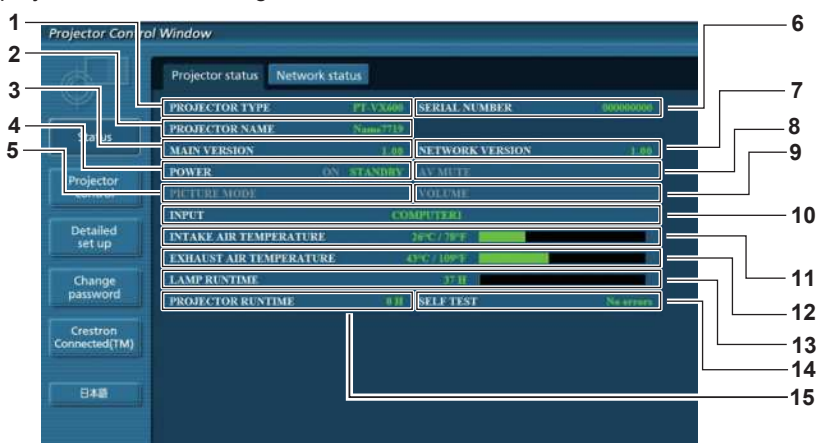 1
2
3
4
5
6
7
8
9
10
11
12
13
14
15
Projector Control Window
Projector status Network status
Status
Projector control
Detailed set up
Change password
Crestron Connected(TM)
日本語
PROJECTOR TYPE PT-VX600 SERIAL NUMBER 000000000
PROJECTOR NAME Name7719
MAIN VERSION 1.00 NETWORK VERSION 1.00
POWER ON STANDBY AV MUTE
PICTURE MODE VOLUME
INPUT COMPUTER1
INTAKE AIR TEMPERATURE 26°C / 78°F
EXHAUST AIR TEMPERATURE 43°C / 109°F
LAMP RUNTIME 37 H
PROJECTOR RUNTIME 0 H SELF TEST No errors